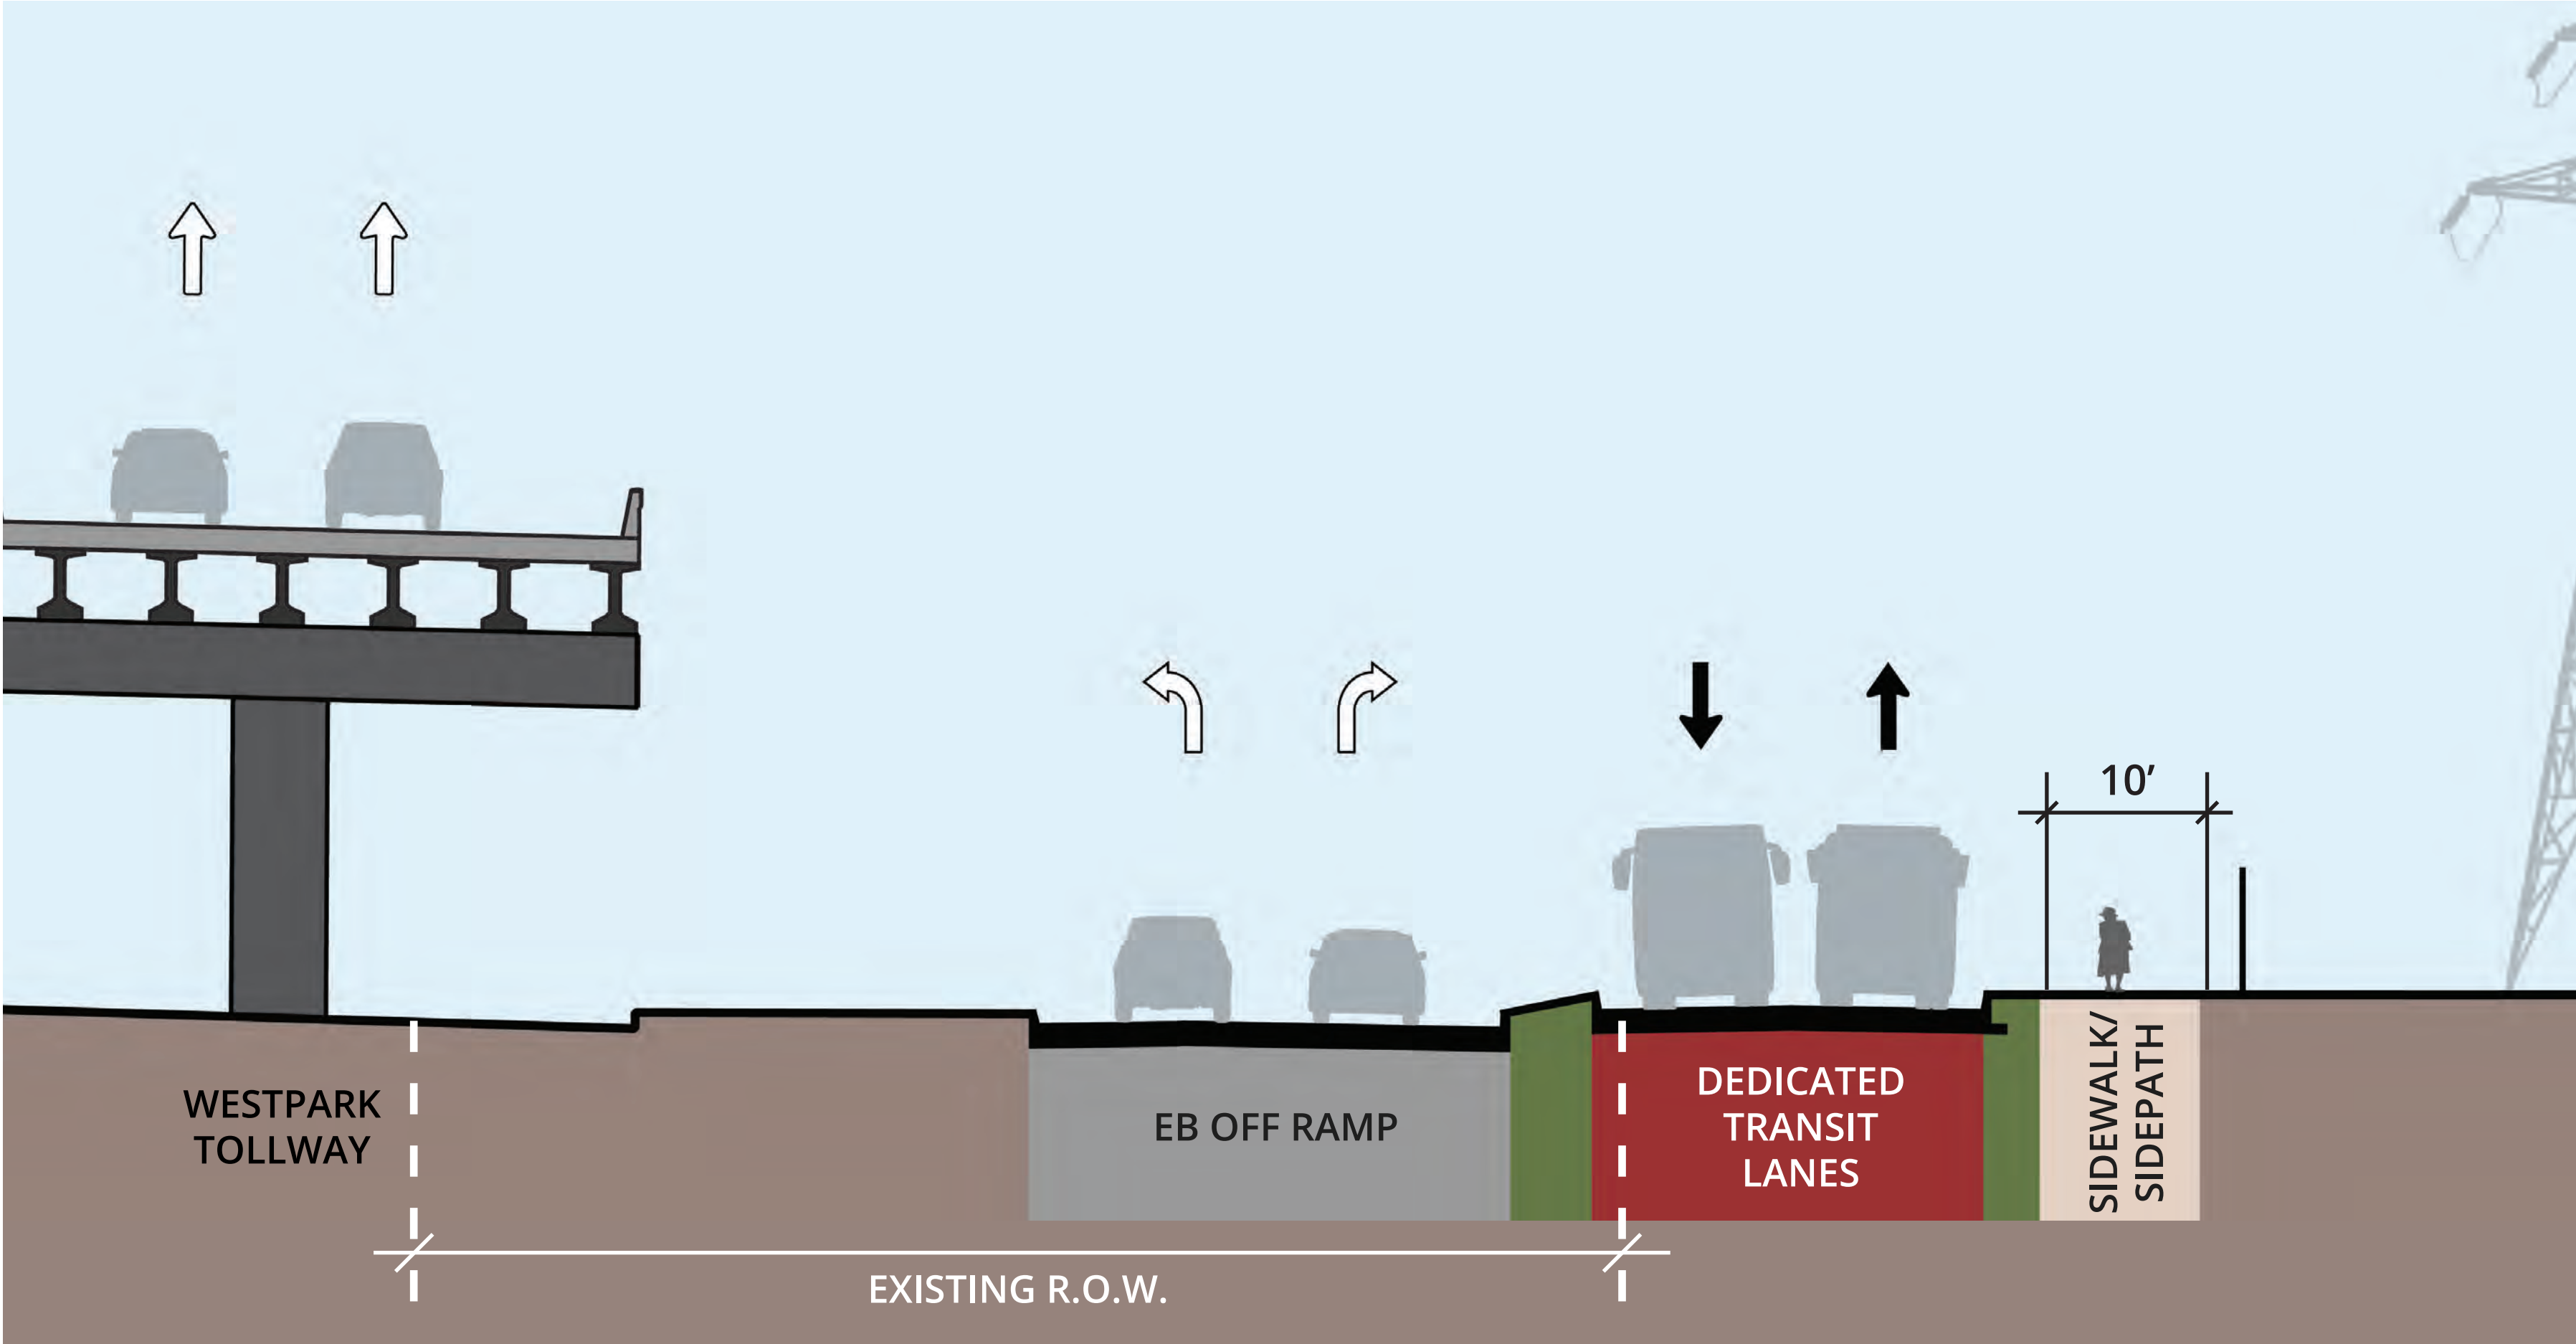 10’
WESTPARK
TOLLWAY
EB OFF RAMP
DEDICATED
TRANSIT
LANES
SIDEWALK/
SIDEPATH
EXISTING R.O.W.